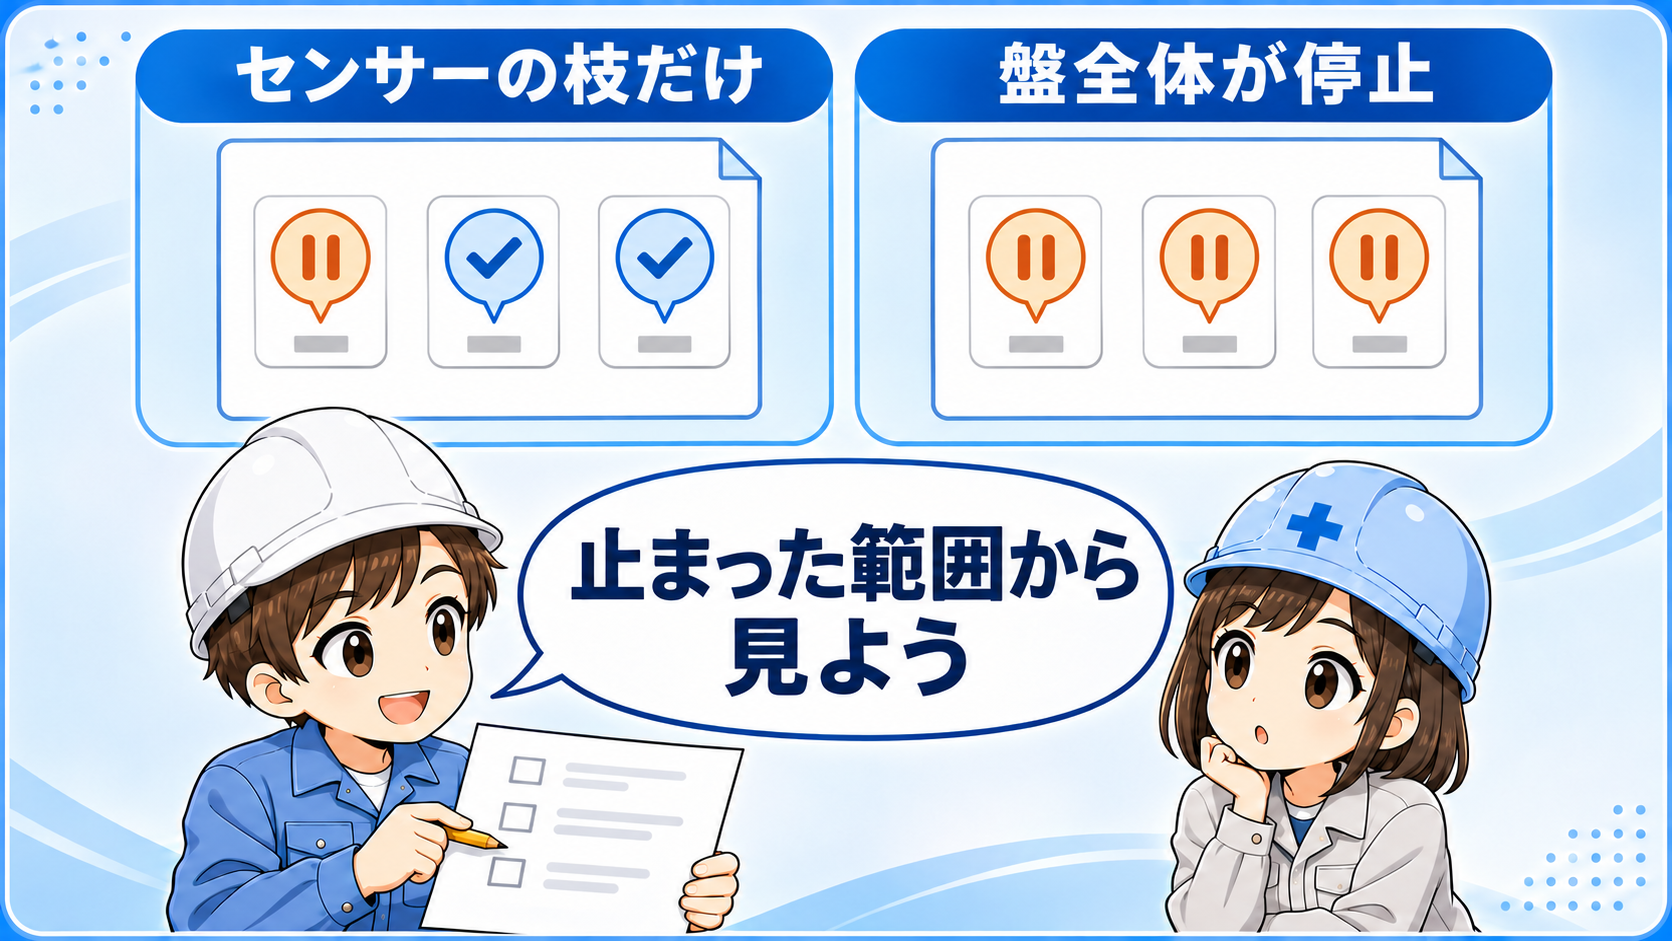 センサーの枝だけ
盤全体が停止
止まった範囲から
見よう